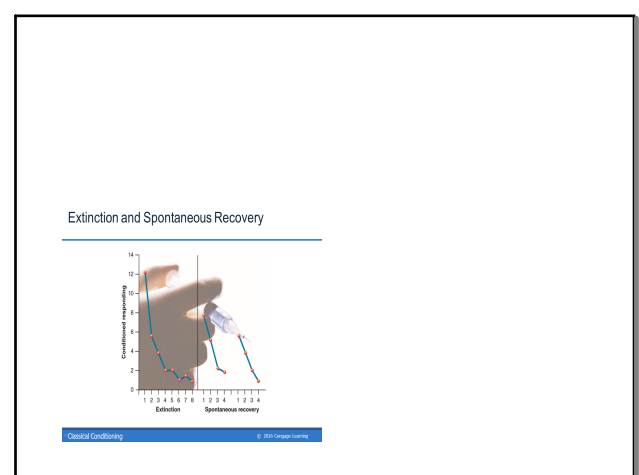 Extinction and Spontaneous Recovery
14
12
10
8
6
4
2
0
Conditioned responding
1 2 3 4 5 6 7 8 1 2 3 4 1 2 3 4
Extinction Spontaneous recovery
Classical Conditioning © 2016 Cengage Learning